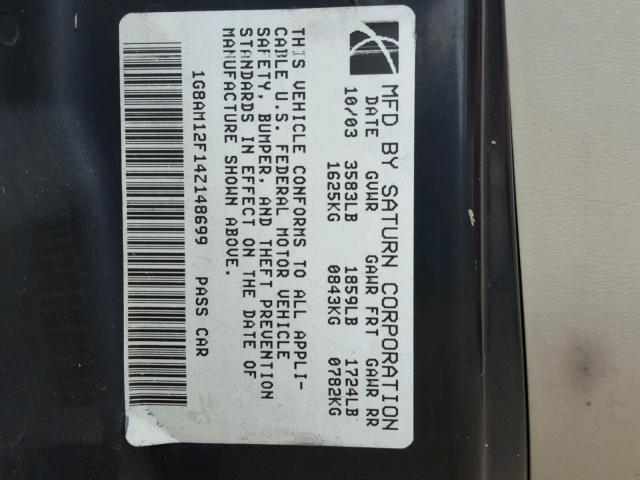 MFD BY SATURN CORPORATION
DATE GVWR GAWR FRT GAWR RR
10/03 3583LB 1859LB 1724LB
1625KG 0843KG 0782KG
THIS VEHICLE CONFORMS TO ALL APPLI-
CABLE U.S. FEDERAL MOTOR VEHICLE
SAFETY, BUMPER, AND THEFT PREVENTION
STANDARDS IN EFFECT ON THE DATE OF
MANUFACTURE SHOWN ABOVE.
1G8AM12F14Z148699 PASS CAR